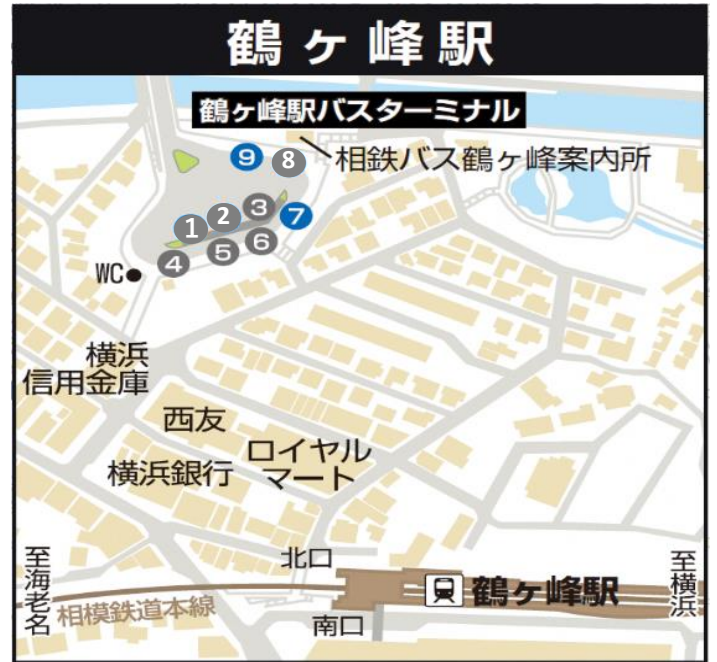 鶴ヶ峰駅
鶴ヶ峰駅バスターミナル
相鉄バス鶴ヶ峰案内所
9
8
3
7
2
1
6
5
4
WC
横浜
信用金庫
西友
ロイヤル
マート
横浜銀行
北口
至海老名
至横浜
鶴ヶ峰駅
相模鉄道本線
南口